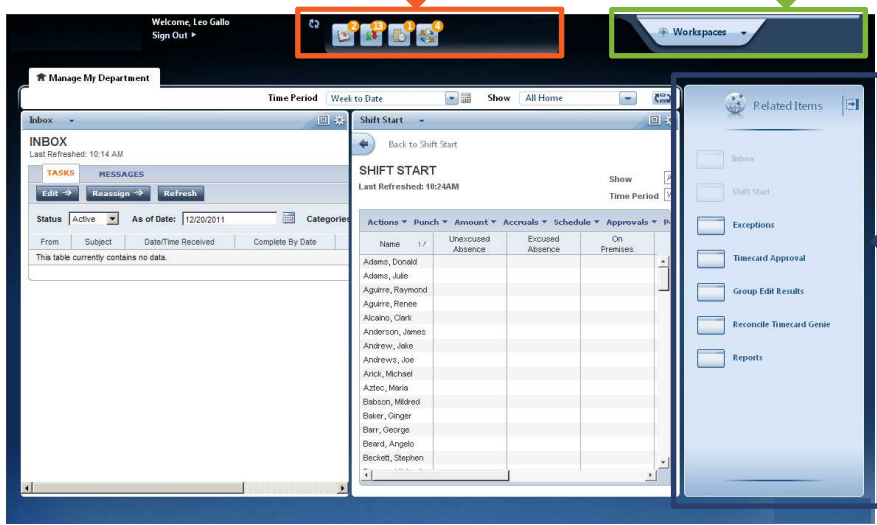 Welcome, Leo Gallo
Sign Out
2 13 1 4
Workspaces
Manage My Department
Time Period Week to Date Show All Home
Related Items
Inbox
Shift Start
Exceptions
Timecard Approval
Group Edit Results
Reconcile Timecard Genie
Reports
Inbox
INBOX
Last Refreshed: 10:14 AM
TASKS MESSAGES
Edit Reassign Refresh
Status Active As of Date: 12/20/2011 Categories
From Subject Date/Time Received Complete By Date
This table currently contains no data.
Shift Start
Back to Shift Start
SHIFT START
Last Refreshed: 10:24AM
Show
Time Period
Actions Punch Amount Accruals Schedule Approvals
Name Unexcused Absence Excused Absence On Premises
Adams, Donald
Adams, Julie
Aguirre, Raymond
Aguirre, Renee
Alcaino, Clark
Anderson, James
Andrew, Jake
Andrews, Joe
Arick, Michael
Aztec, Maria
Babson, Mildred
Baker, Ginger
Barr, George
Beard, Angelo
Beckett, Stephen